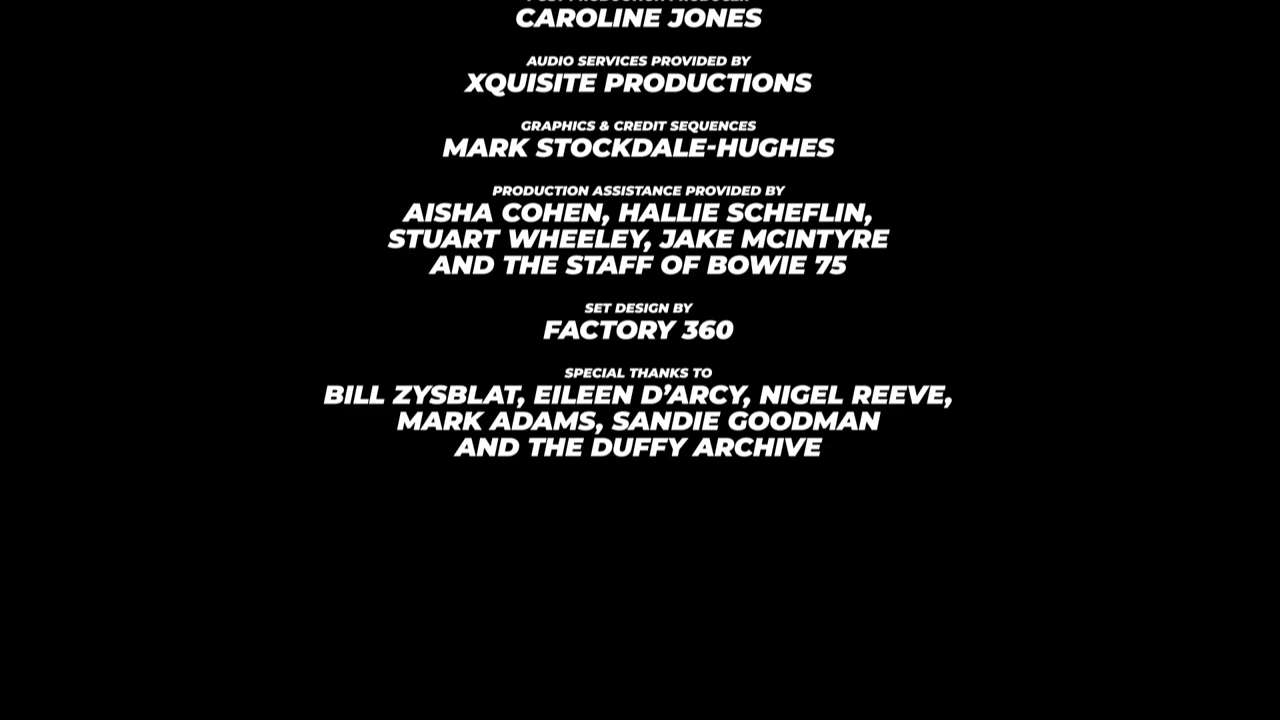 CAROLINE JONES
AUDIO SERVICES PROVIDED BY
XQUISITE PRODUCTIONS
GRAPHICS & CREDIT SEQUENCES
MARK STOCKDALE-HUGHES
PRODUCTION ASSISTANCE PROVIDED BY
AISHA COHEN, HALLIE SCHEFLIN,
STUART WHEELEY, JAKE MCINTYRE
AND THE STAFF OF BOWIE 75
SET DESIGN BY
FACTORY 360
SPECIAL THANKS TO
BILL ZYSBLAT, EILEEN D’ARCY, NIGEL REEVE,
MARK ADAMS, SANDIE GOODMAN
AND THE DUFFY ARCHIVE